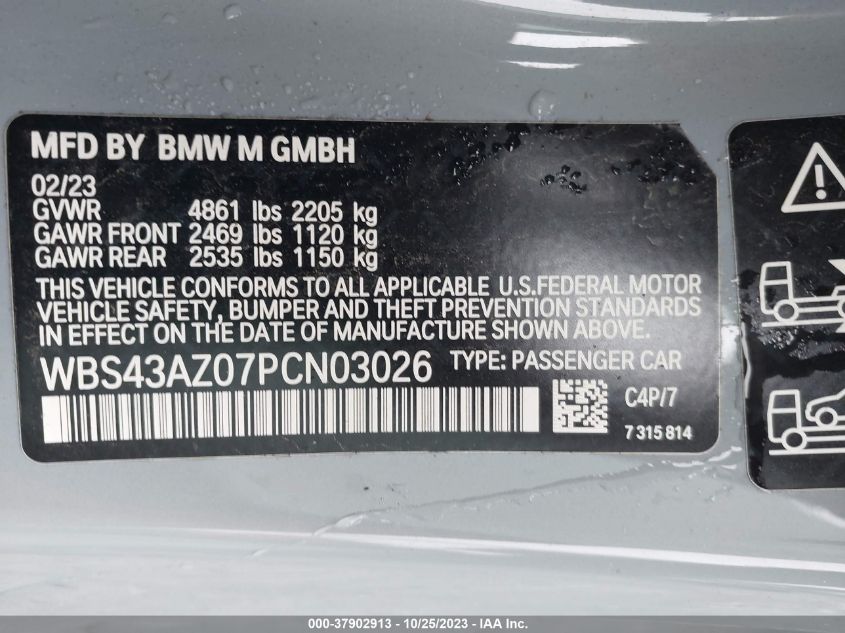 MFD BY BMW M GMBH
02/23
GVWR 4861 lbs 2205 kg
GAWR FRONT 2469 lbs 1120 kg
GAWR REAR 2535 lbs 1150 kg
THIS VEHICLE CONFORMS TO ALL APPLICABLE U.S.FEDERAL MOTOR
VEHICLE SAFETY, BUMPER AND THEFT PREVENTION STANDARDS
IN EFFECT ON THE DATE OF MANUFACTURE SHOWN ABOVE.
WBS43AZ07PCN03026 TYPE: PASSENGER CAR
C4P/7
7 315 814
000-37902913 - 10/25/2023 - IAA Inc.